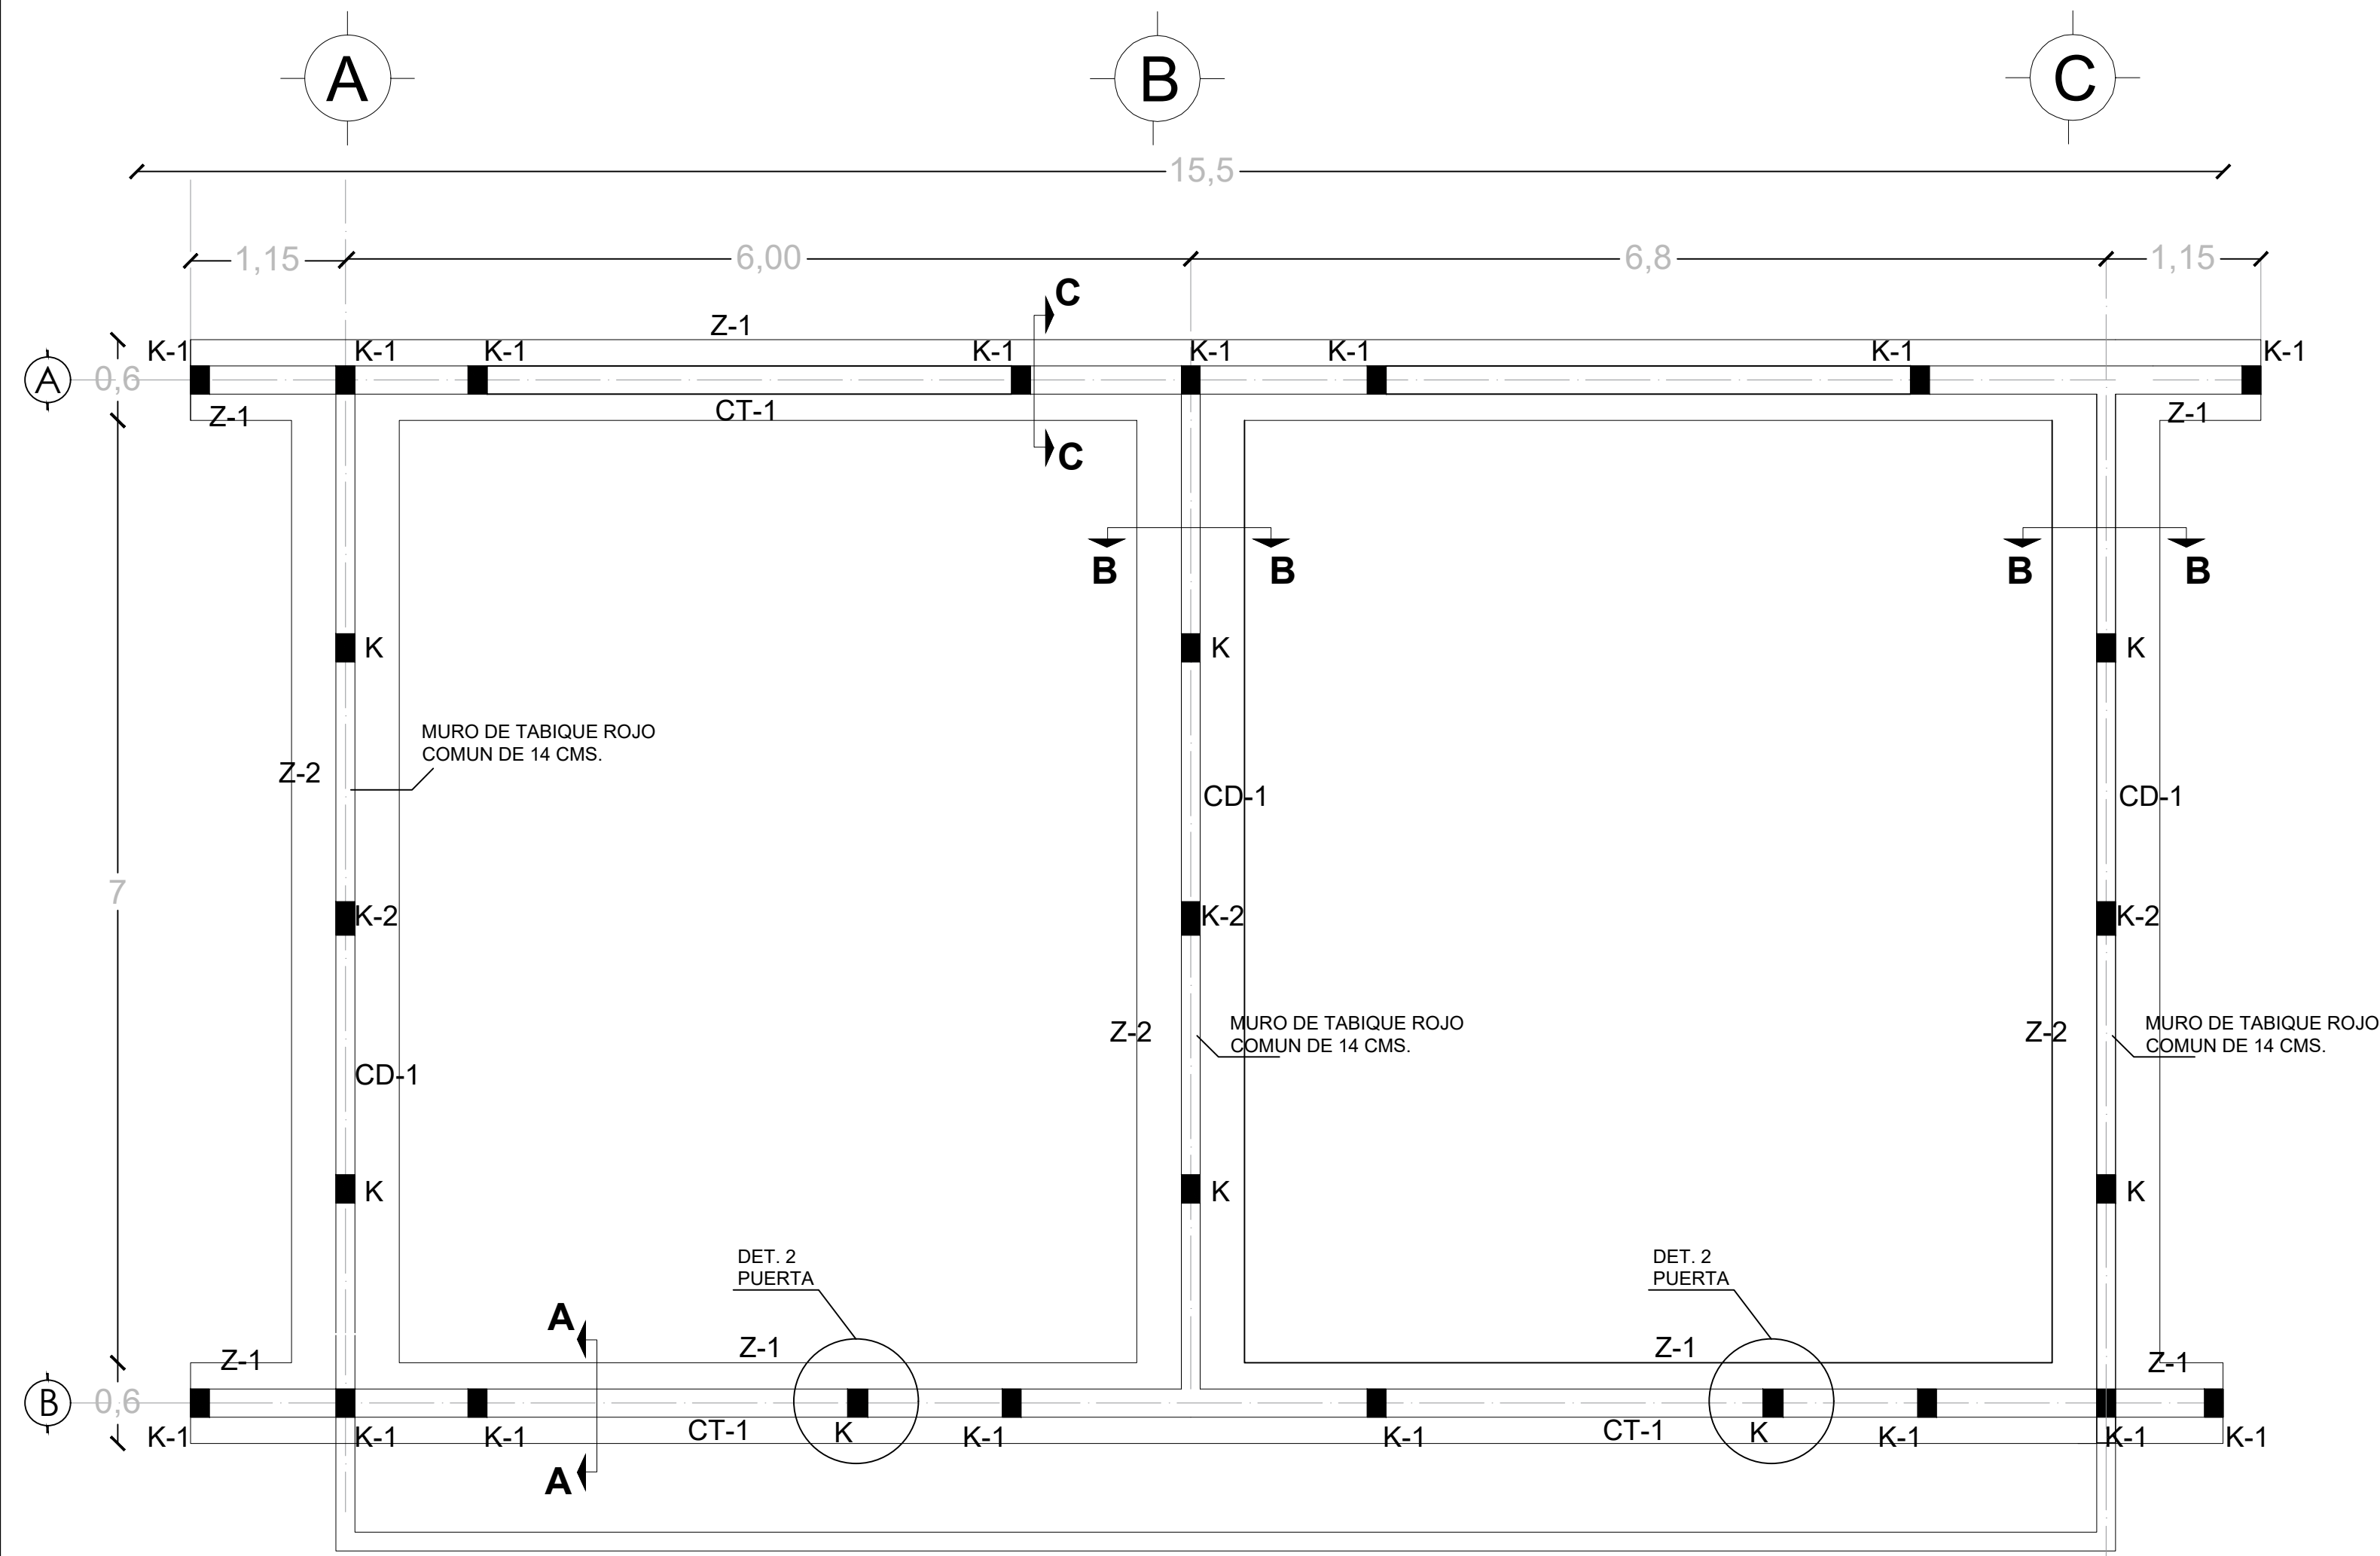 A B C
15,5
1,15 6,00 6,8 1,15
C
Z-1
K-1 K-1 K-1 K-1 K-1 K-1 K-1 K-1
A 0,6
Z-1 CT-1 Z-1
C
B B B B
K K K
MURO DE TABIQUE ROJO
COMUN DE 14 CMS.
Z-2
CD-1 CD-1
7
K-2 K-2 K-2
MURO DE TABIQUE ROJO MURO DE TABIQUE ROJO
Z-2 Z-2
COMUN DE 14 CMS. COMUN DE 14 CMS.
CD-1
K K K
DET. 2 DET. 2
PUERTA PUERTA
A
Z-1 Z-1
Z-1 Z-1
B 0,6
CT-1 K CT-1 K
K-1 K-1 K-1 K-1 K-1 K-1 K-1 K-1
A